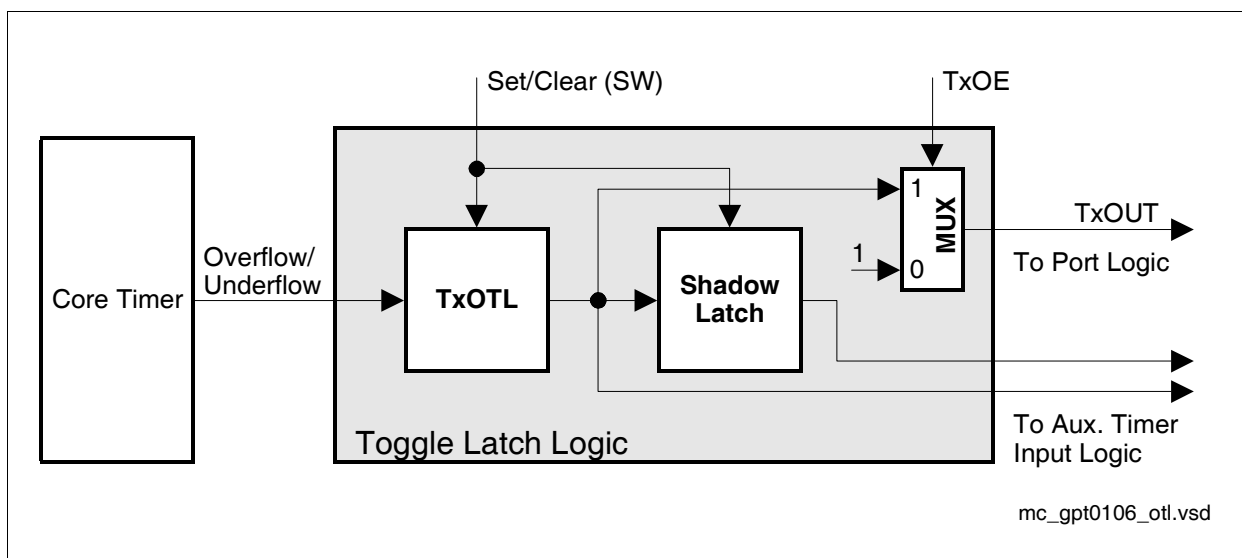 Set/Clear (SW)
TxOE
Core Timer
Overflow/
Underflow
TxOTL
Shadow
Latch
1
MUX
1
0
TxOUT
To Port Logic
Toggle Latch Logic
To Aux. Timer
Input Logic
mc_gpt0106_otl.vsd